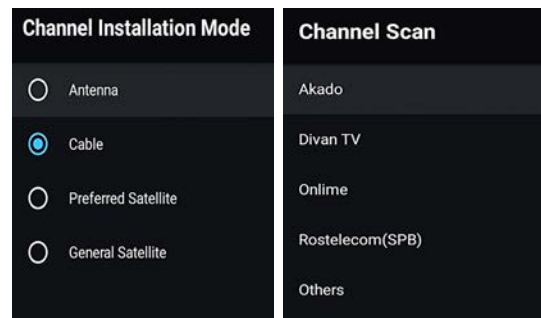 Channel Installation Mode
Antenna
Cable
Preferred Satellite
General Satellite
Channel Scan
Akado
Divan TV
Onlime
Rostelecom(SPB)
Others